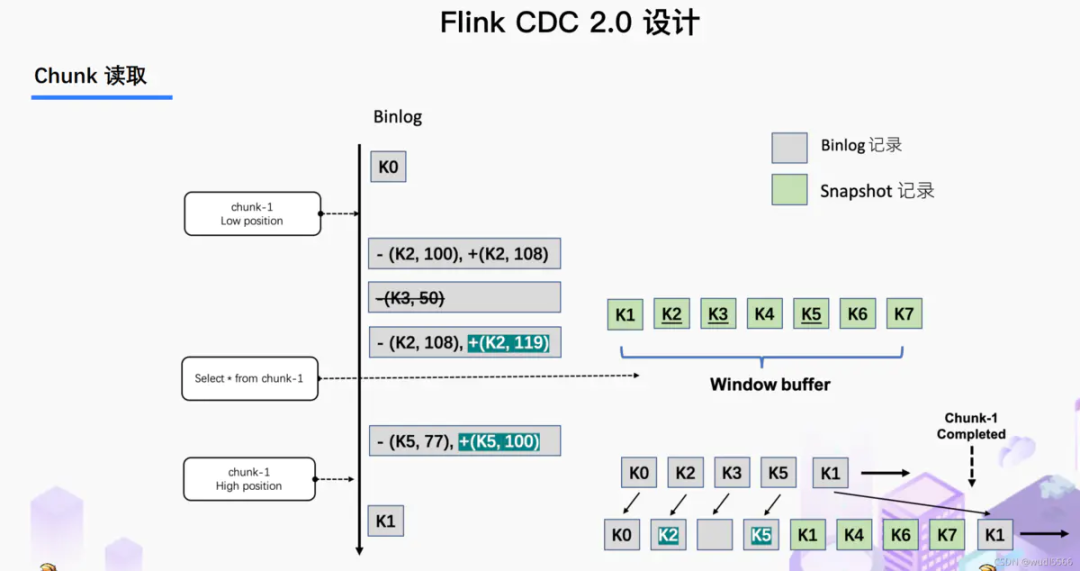 Flink CDC 2.0 设计
Chunk 读取
Binlog
K0
chunk-1
Low position
- (K2, 100), +(K2, 108)
-(K3, 50)
- (K2, 108), +(K2, 119)
Select * from chunk-1
- (K5, 77), +(K5, 100)
chunk-1
High position
K1
Binlog 记录
Snapshot 记录
K1 K2 K3 K4 K5 K6 K7
Window buffer
Chunk-1
Completed
K0 K2 K3 K5 K1
K0 K2 K5 K1 K4 K6 K7 K1
CSDN @wudl5566